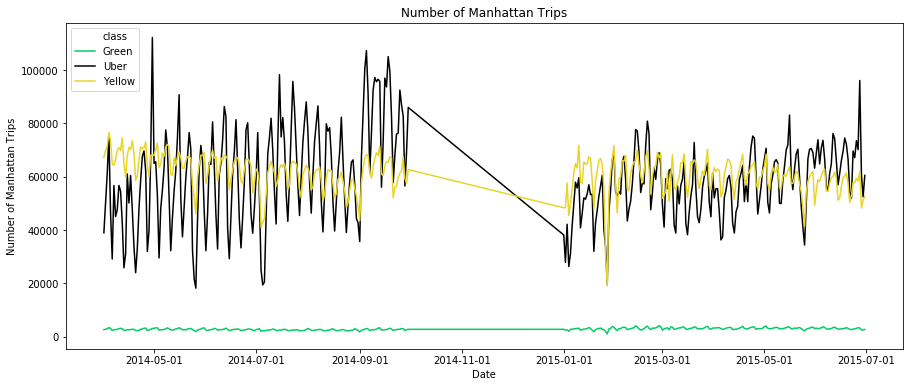 Number of Manhattan Trips
class
Green
Uber
Yellow
100000
80000
60000
40000
20000
0
Number of Manhattan Trips
2014-05-01 2014-07-01 2014-09-01 2014-11-01 2015-01-01 2015-03-01 2015-05-01 2015-07-01
Date